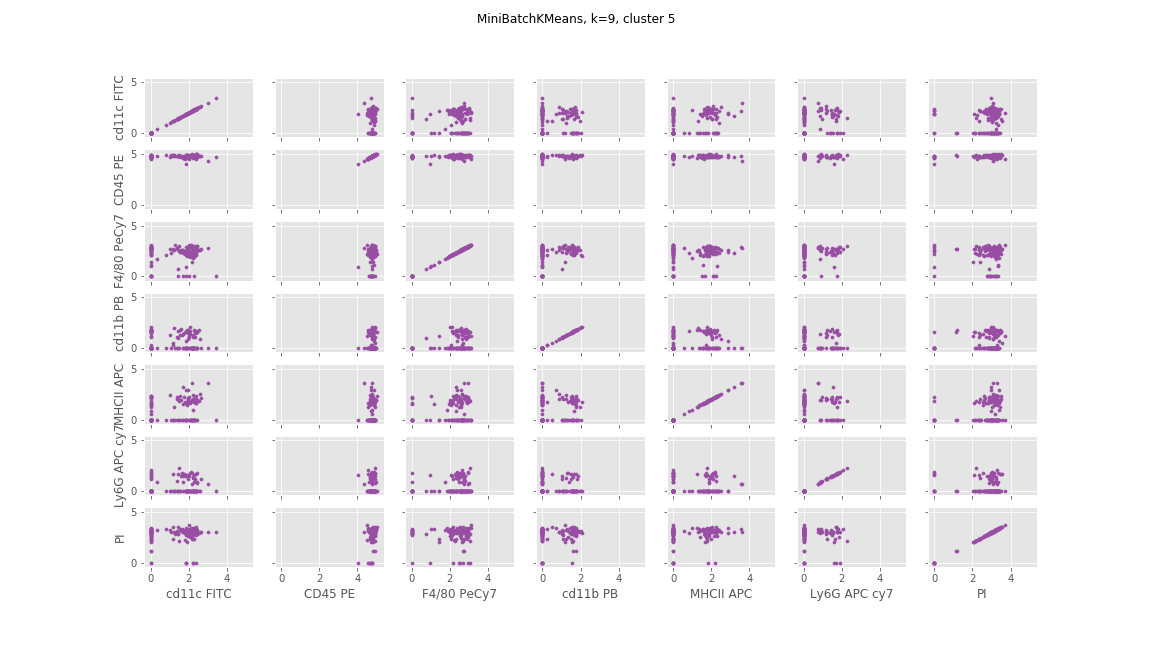 MiniBatchKMeans, k=9, cluster 5
cd11c FITC
5
0
CD45 PE
5
0
F4/80 PeCy7
5
0
cd11b PB
5
0
MHCII APC
5
0
Ly6G APC cy7
5
0
PI
5
0
0 2 4 0 2 4 0 2 4 0 2 4 0 2 4 0 2 4 0 2 4
cd11c FITC CD45 PE F4/80 PeCy7 cd11b PB MHCII APC Ly6G APC cy7 PI